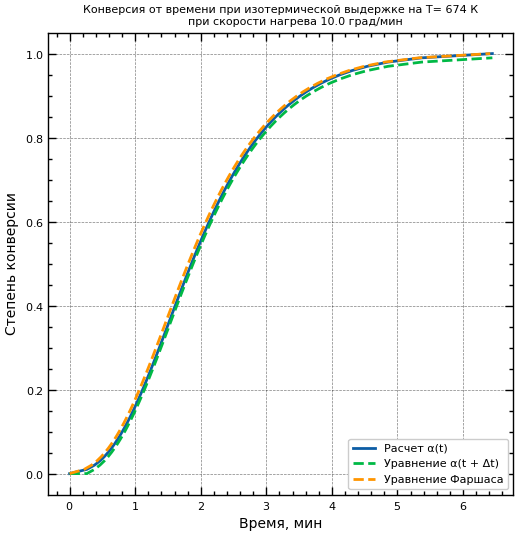 Конверсия от времени при изотермической выдержке на Т= 674 К
при скорости нагрева 10.0 град/мин
Степень конверсии
1.0
0.8
0.6
0.4
0.2
0.0
Расчет α(t)
Уравнение α(t + Δt)
Уравнение Фаршаса
0 1 2 3 4 5 6
Время, мин